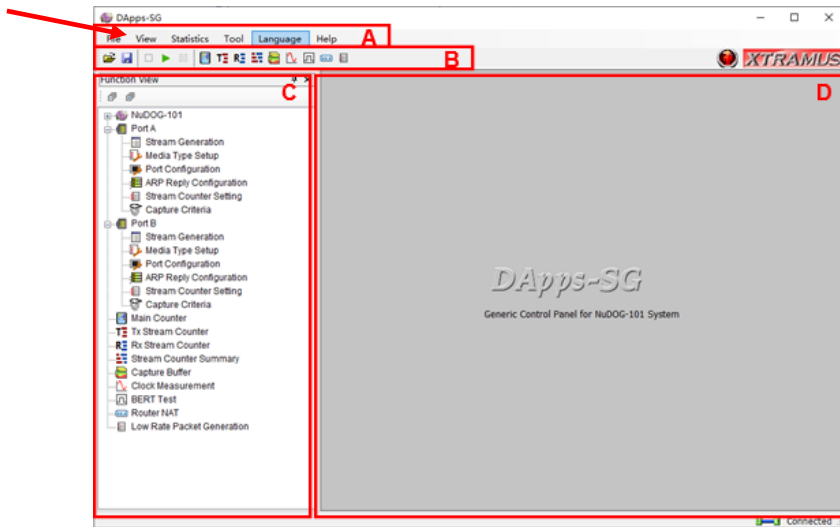 DApps-SG
File View Statistics Tool Language Help
A
B
XTRAMUS
Function View
C
D
NuDOG-101
Port A
Stream Generation
Media Type Setup
Port Configuration
ARP Reply Configuration
Stream Counter Setting
Capture Criteria
Port B
Stream Generation
Media Type Setup
Port Configuration
ARP Reply Configuration
Stream Counter Setting
Capture Criteria
Main Counter
Tx Stream Counter
Rx Stream Counter
Stream Counter Summary
Capture Buffer
Clock Measurement
BERT Test
Router NAT
Low Rate Packet Generation
DApps-SG
Generic Control Panel for NuDOG-101 System
Connected